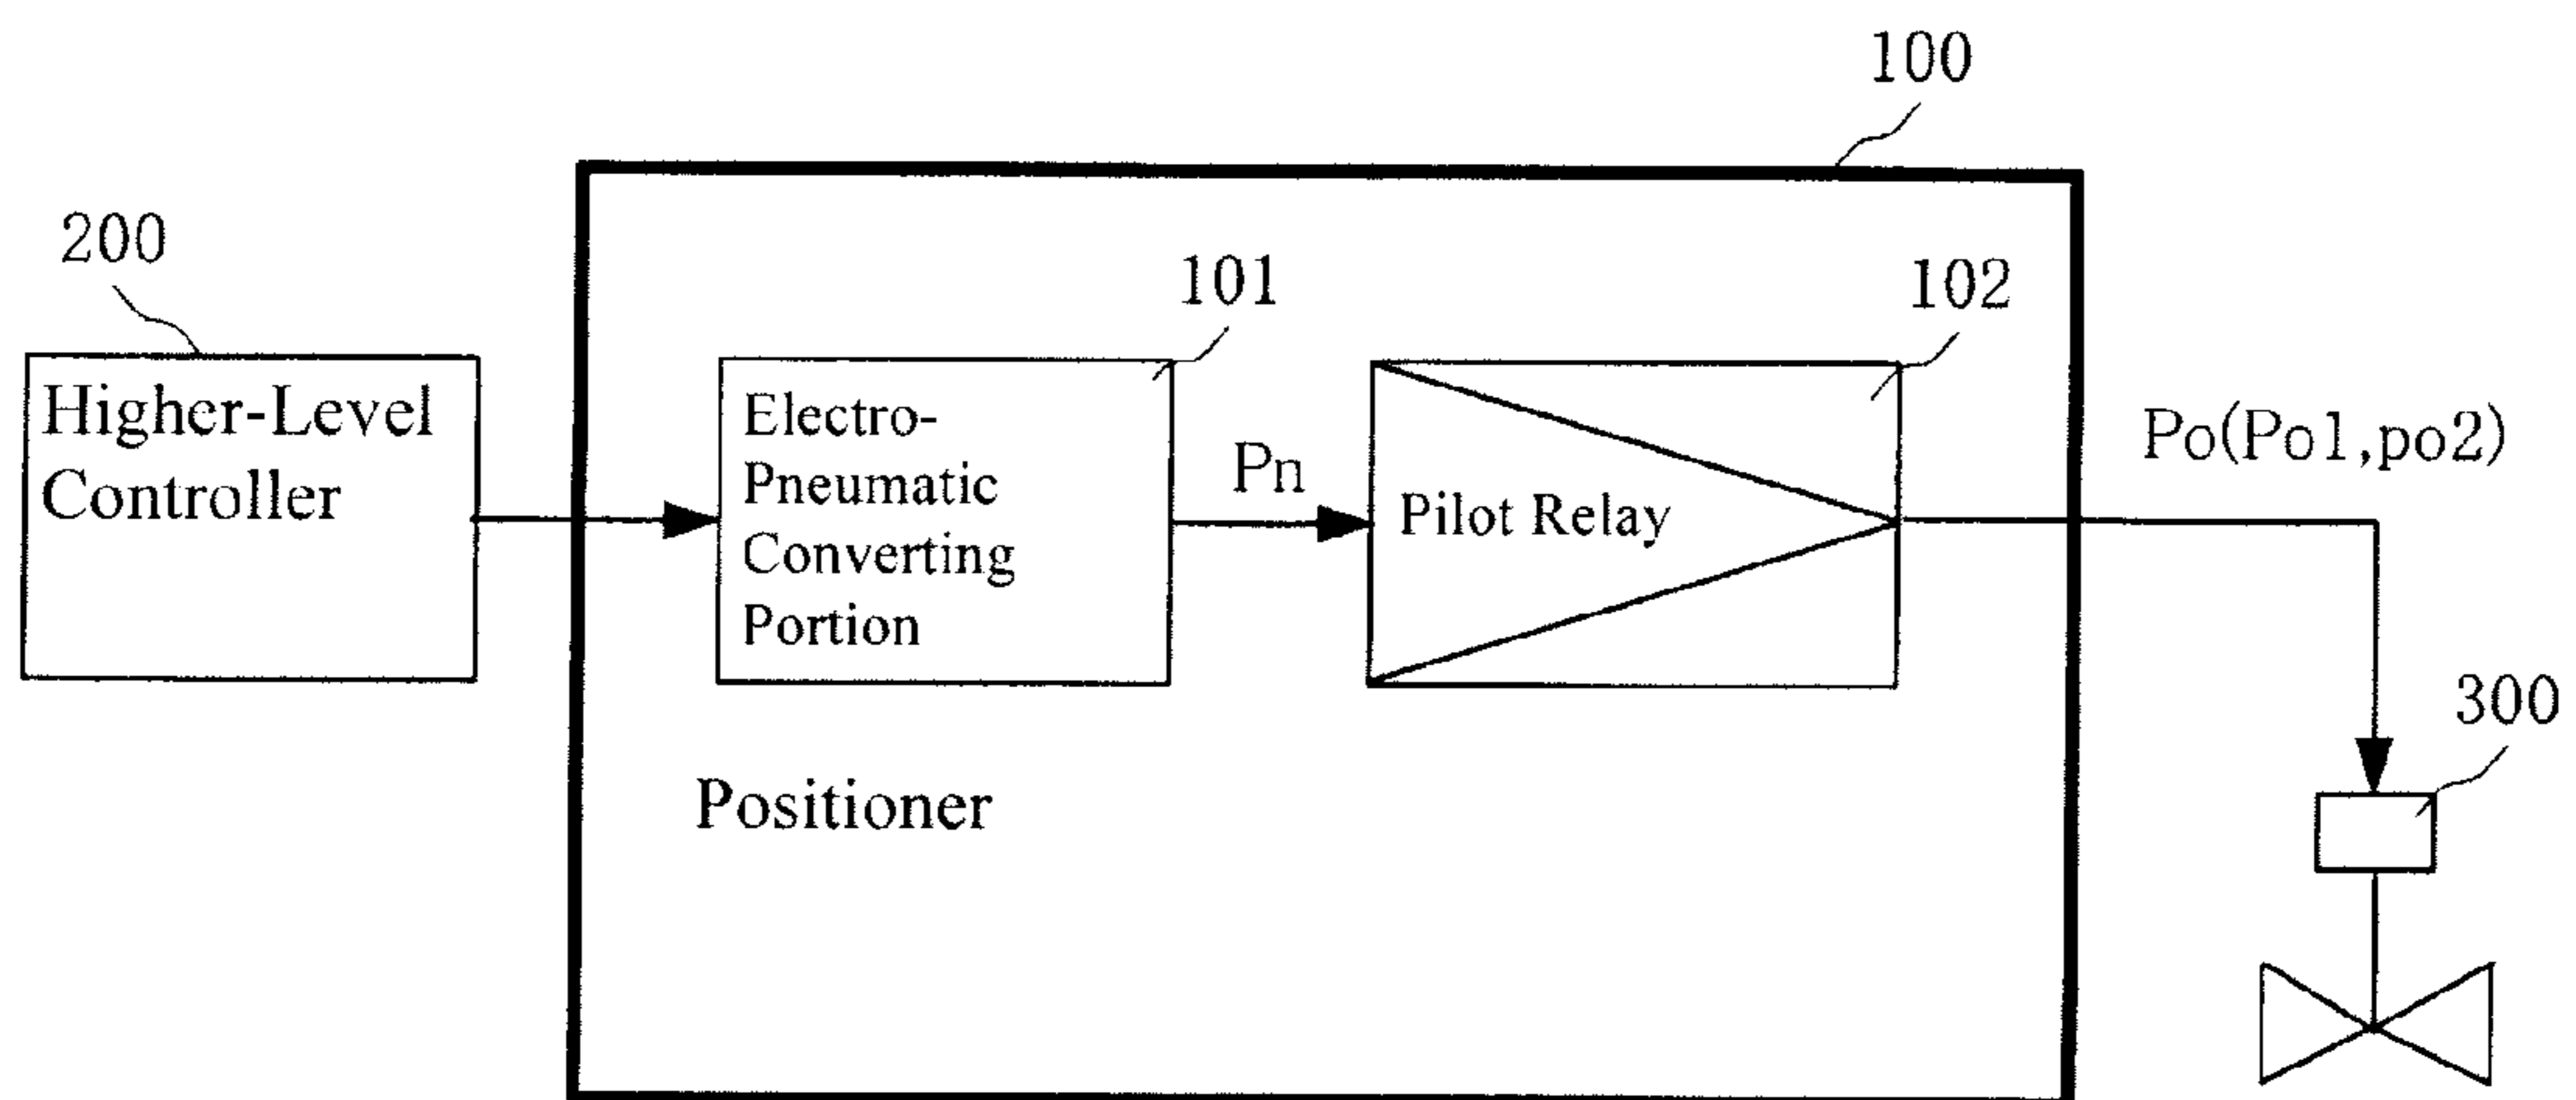 100
200
101
102
Higher-Level
Controller
Electro-
Pneumatic
Converting
Portion
Pn
Pilot Relay
Po(Po1,po2)
300
Positioner